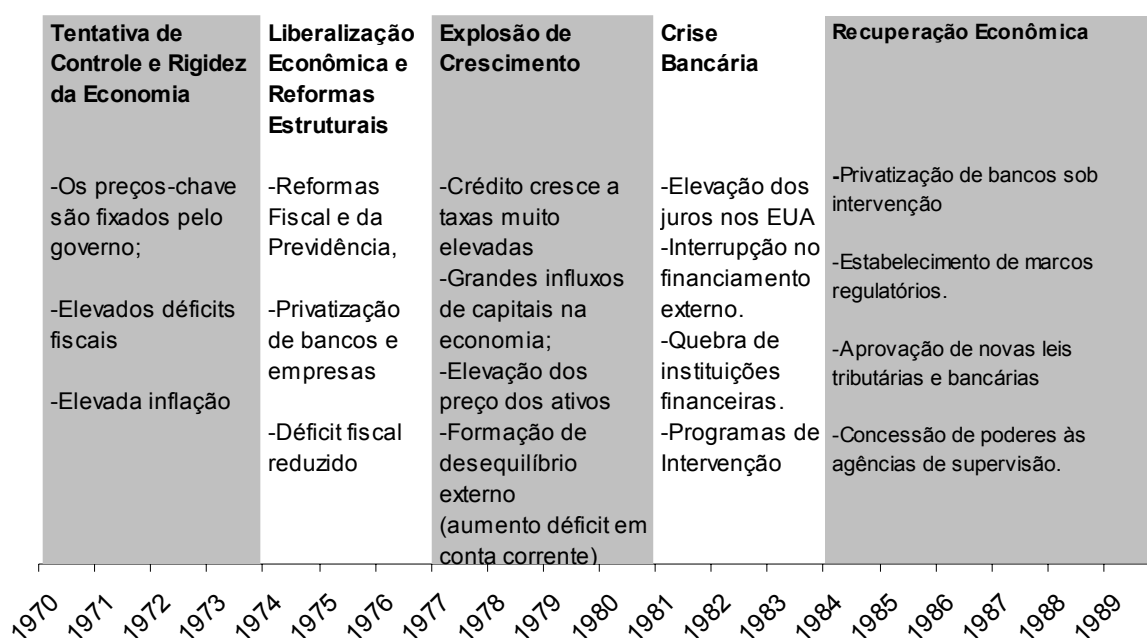 Tentativa de
Controle e Rigidez
da Economia
-Os preços-chave
são fixados pelo
governo;
-Elevados déficits
fiscais
-Elevada inflação
Liberalização
Econômica e
Reformas
Estruturais
-Reformas
Fiscal e da
Previdência,
-Privatização
de bancos e
empresas
-Déficit fiscal
reduzido
Explosão de
Crescimento
-Crédito cresce a
taxas muito
elevadas
-Grandes influxos
de capitais na
economia;
-Elevação dos
preço dos ativos
-Formação de
desequilíbrio
externo
(aumento déficit em
conta corrente)
Crise
Bancária
-Elevação dos
juros nos EUA
-Interrupção no
financiamento
externo.
-Quebra de
instituições
financeiras.
-Programas de
Intervenção
Recuperação Econômica
-Privatização de bancos sob
intervenção
-Estabelecimento de marcos
regulatórios.
-Aprovação de novas leis
tributárias e bancárias
-Concessão de poderes às
agências de supervisão.
1970
1971
1972
1973
1974
1975
1976
1977
1978
1979
1980
1981
1982
1983
1984
1985
1986
1987
1988
1989